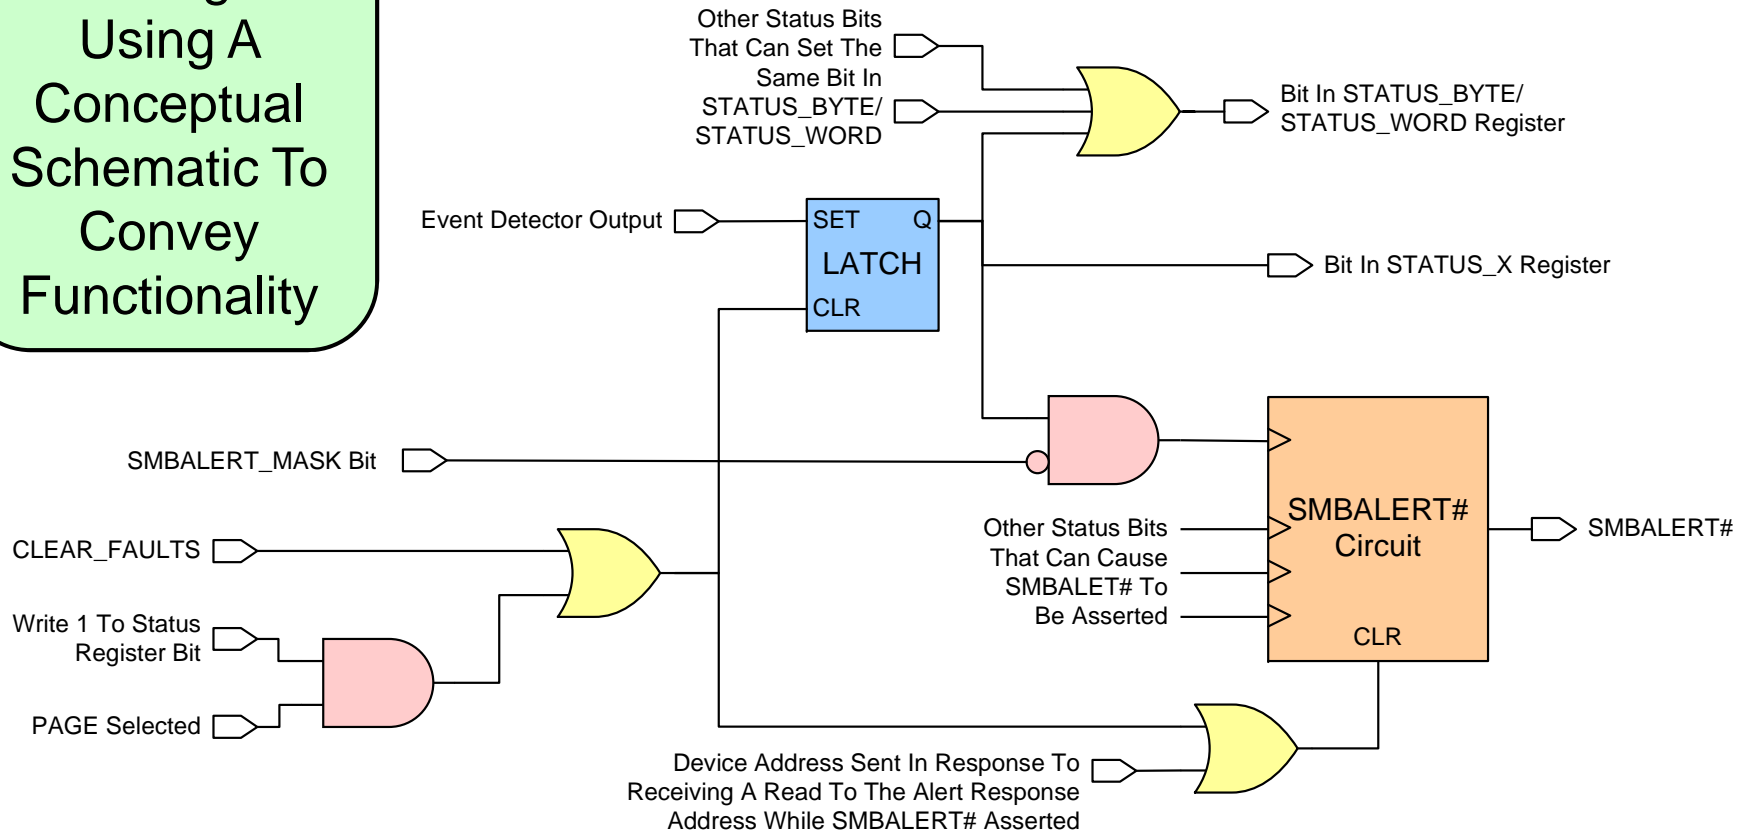 Using A
Conceptual
Schematic To
Convey
Functionality
Other Status Bits
That Can Set The
Same Bit In
STATUS_BYTE/
STATUS_WORD
Bit In STATUS_BYTE/
STATUS_WORD Register
Event Detector Output
SET
Q
LATCH
CLR
Bit In STATUS_X Register
SMBALERT_MASK Bit
CLEAR_FAULTS
Write 1 To Status
Register Bit
PAGE Selected
Other Status Bits
That Can Cause
SMBALET# To
Be Asserted
SMBALERT#
Circuit
CLR
SMBALERT#
Device Address Sent In Response To
Receiving A Read To The Alert Response
Address While SMBALERT# Asserted